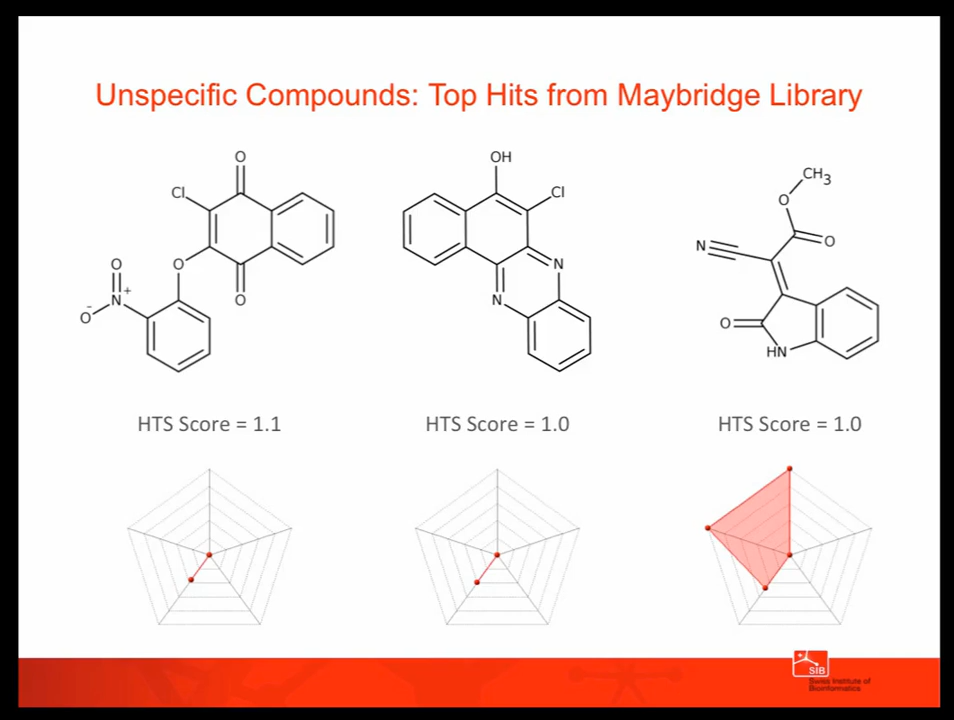 Unspecific Compounds: Top Hits from Maybridge Library
O
Cl
O
O
N+
O-
O
OH
Cl
N
N
CH3
O
N
O
O
HN
HTS Score = 1.1
HTS Score = 1.0
HTS Score = 1.0
SIB
Swiss Institute of
Bioinformatics